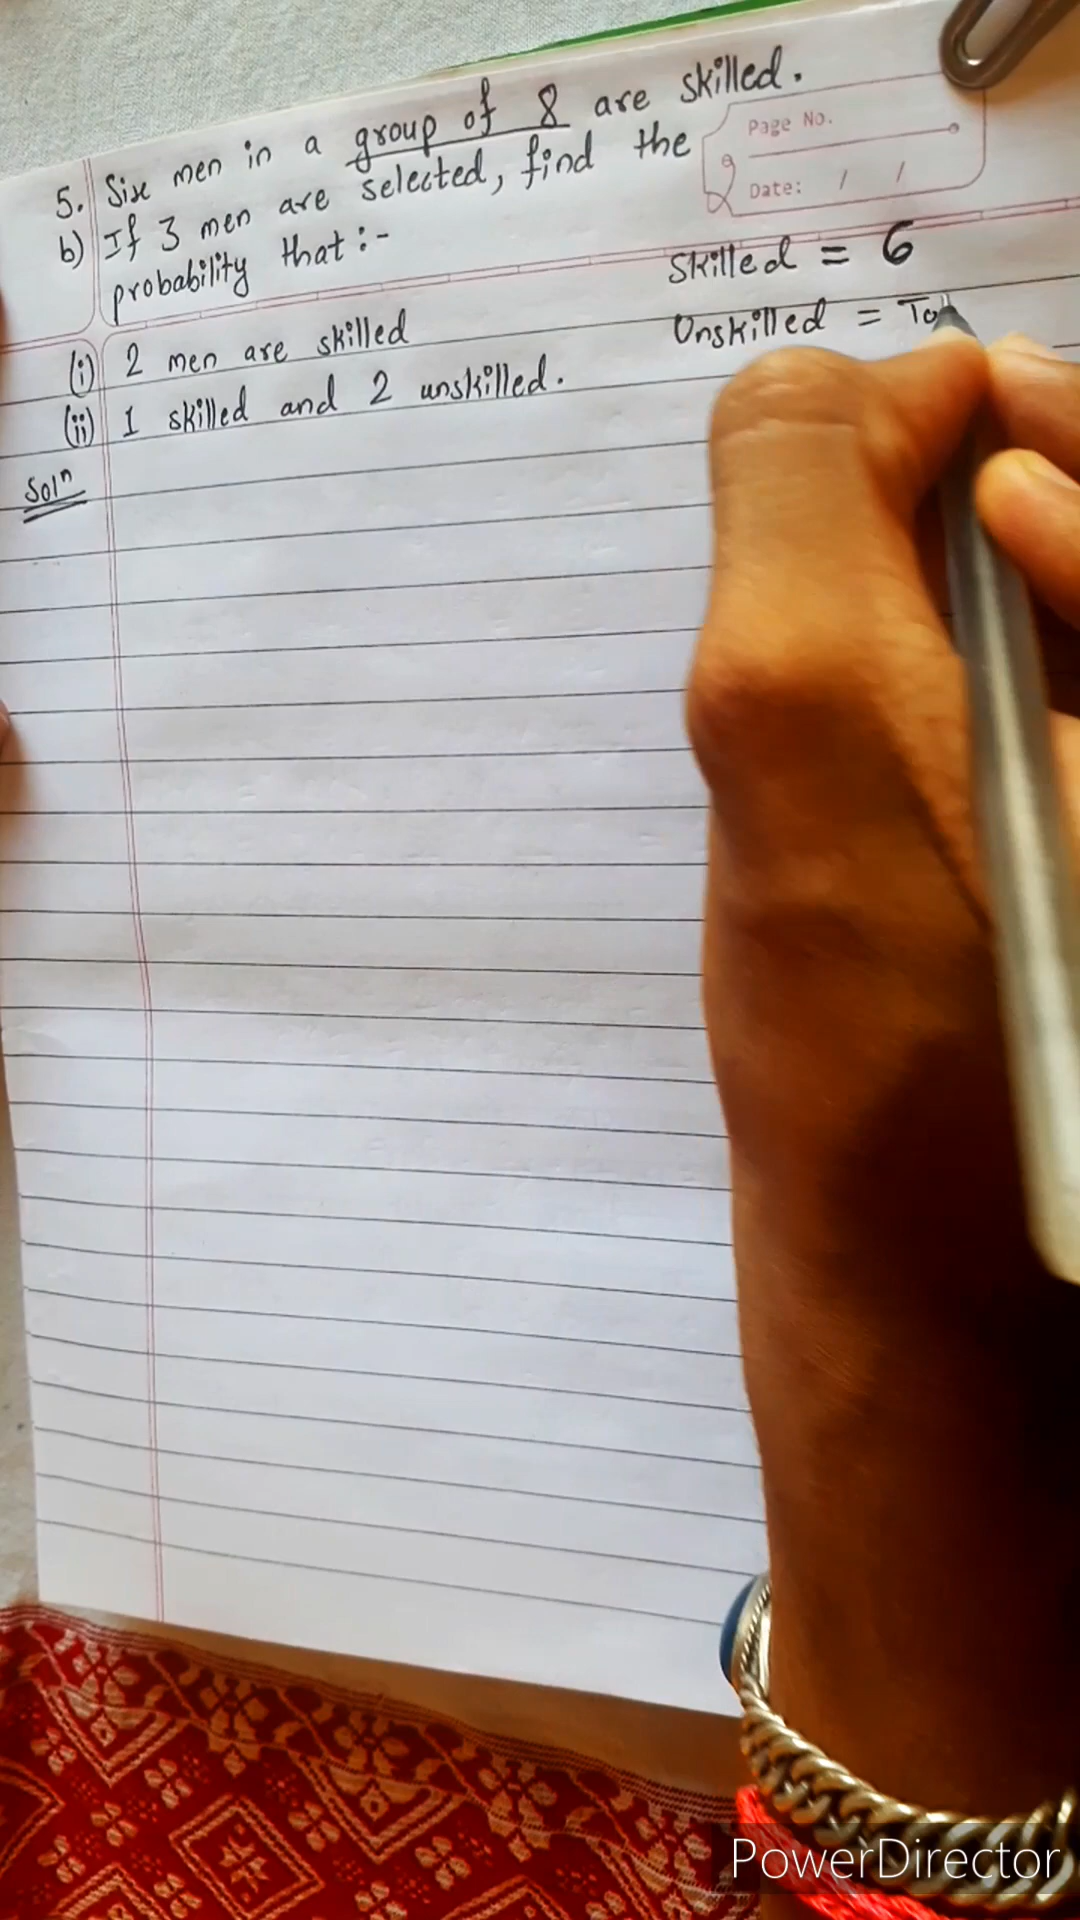 5. Six men in a group of 8 are skilled.
b) If 3 men are selected, find the
probability that :-
Page No.
Date: / /
Skilled = 6
Unskilled = To
(i) 2 men are skilled
(ii) 1 skilled and 2 unskilled.
Solⁿ
PowerDirector